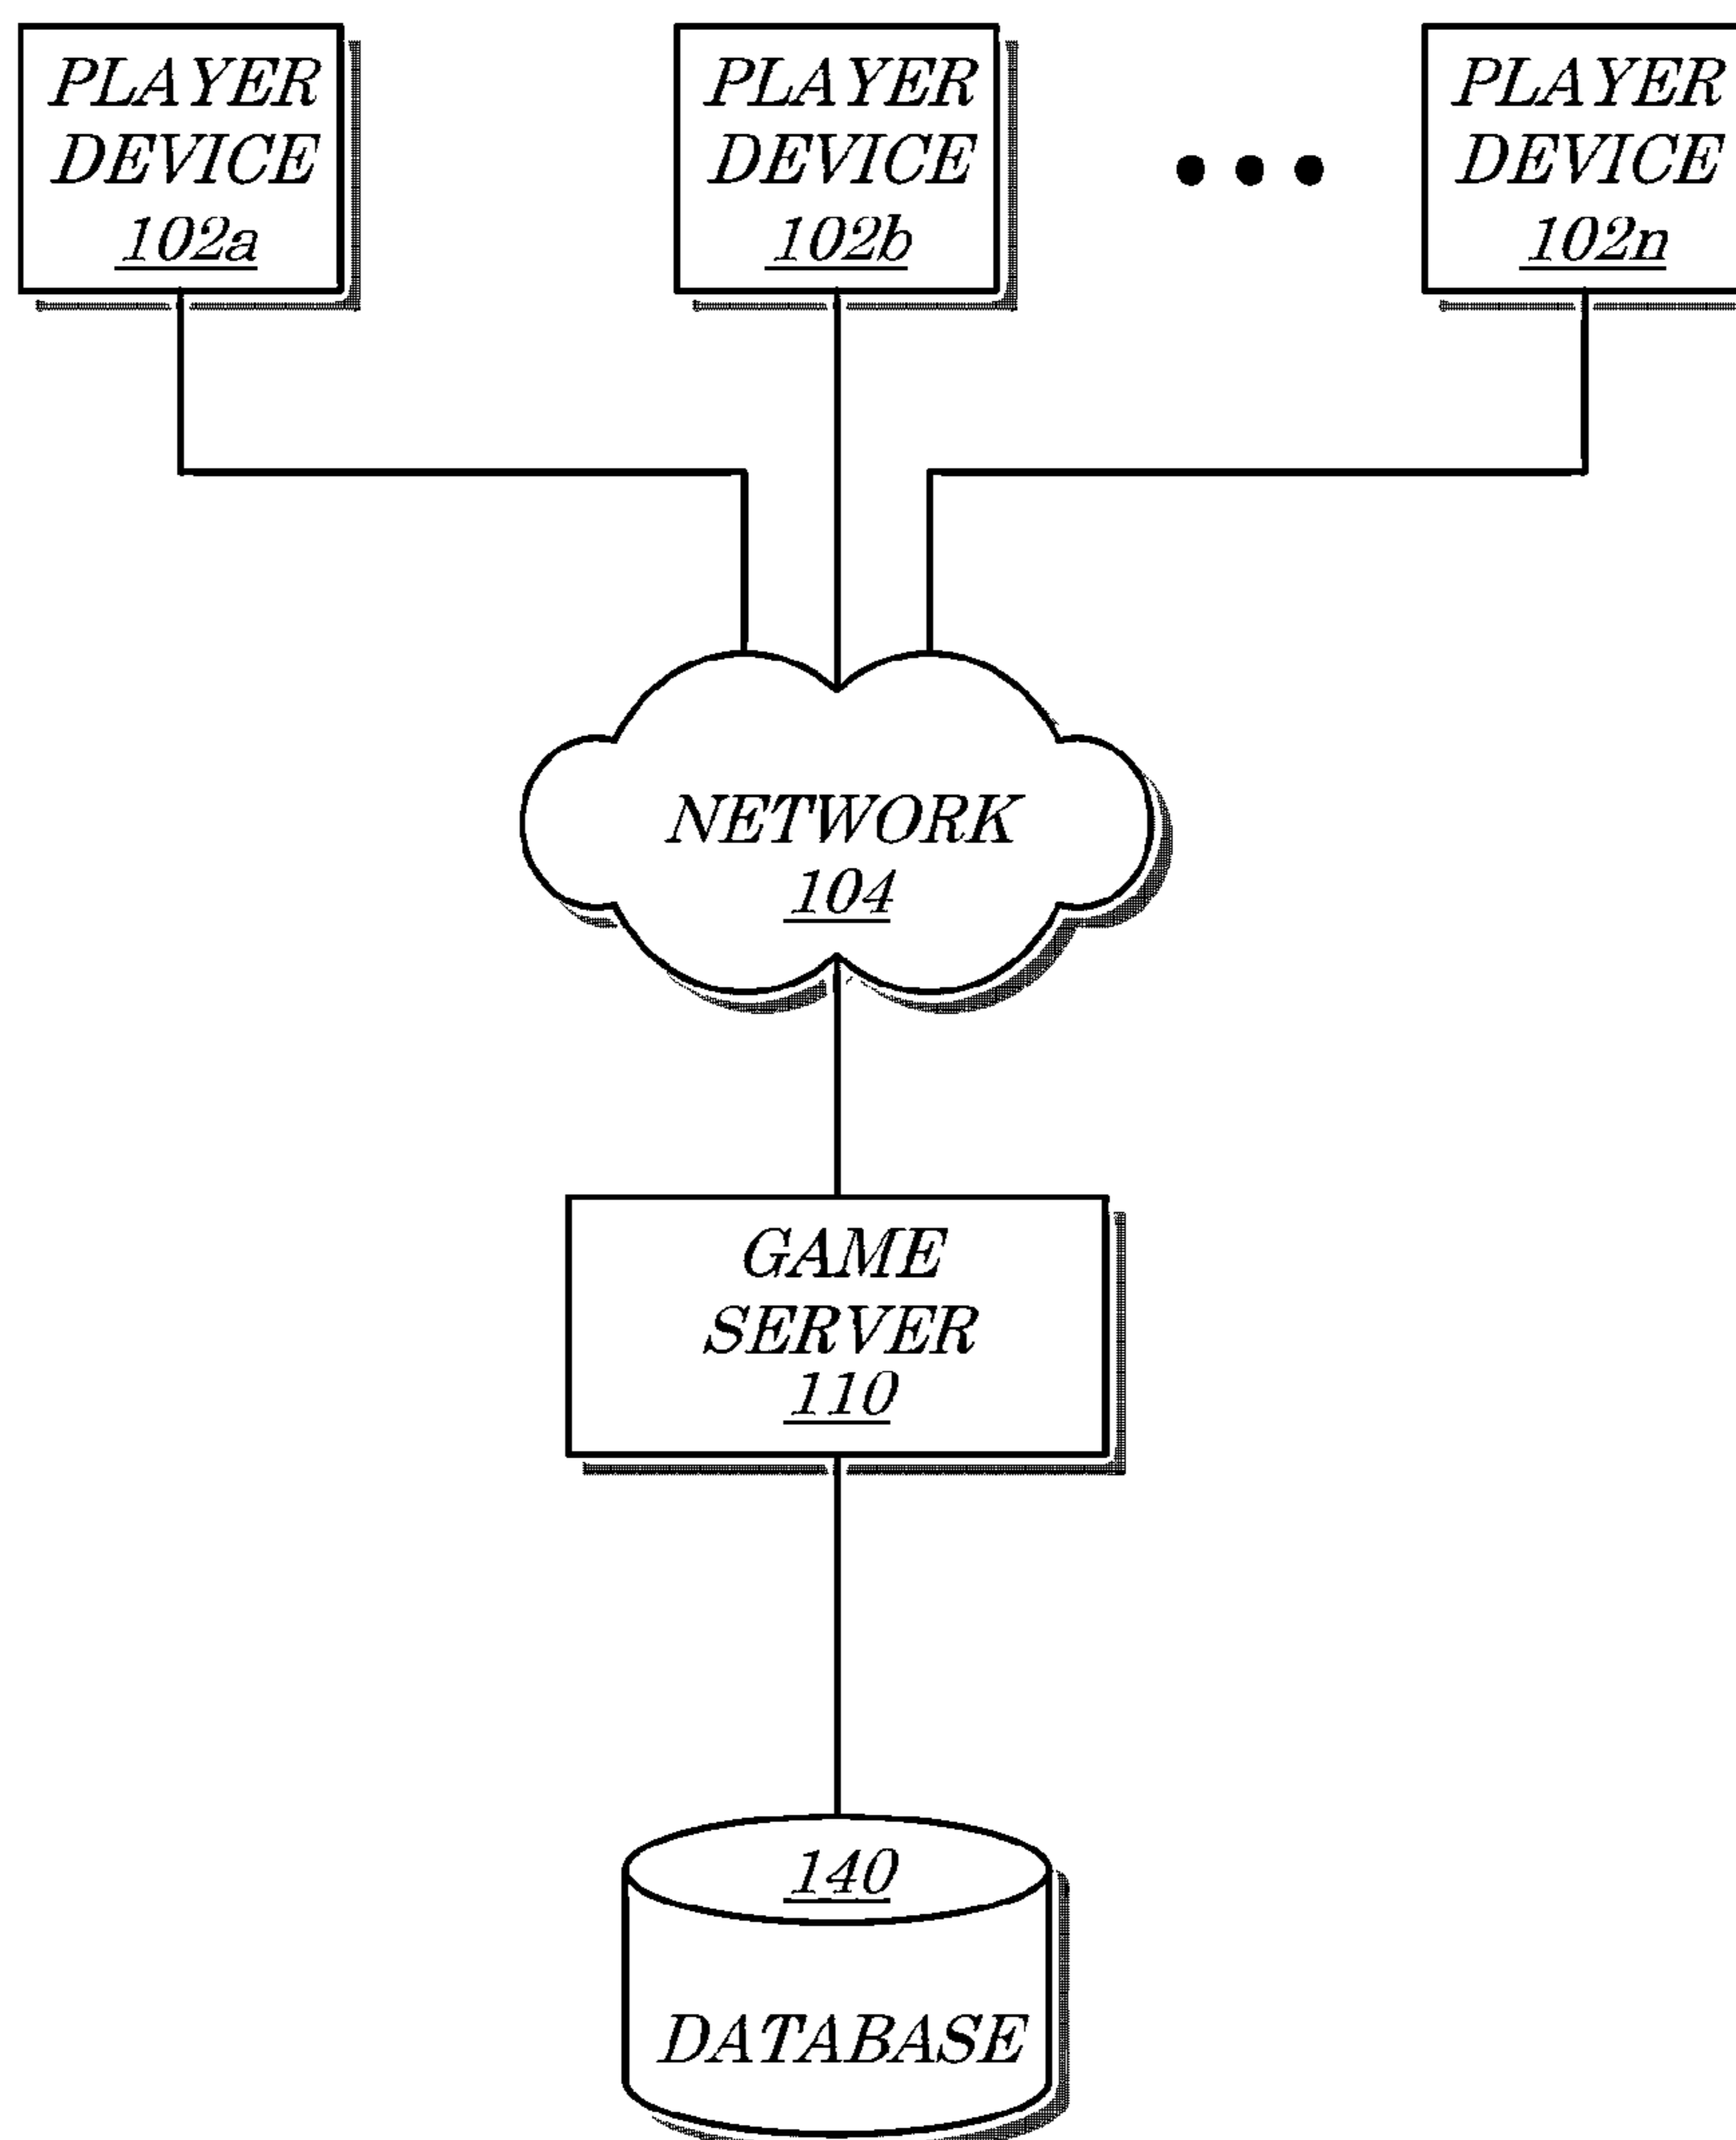 PLAYER
DEVICE
102a
PLAYER
DEVICE
102b
PLAYER
DEVICE
102n
NETWORK
104
GAME
SERVER
110
140
DATABASE